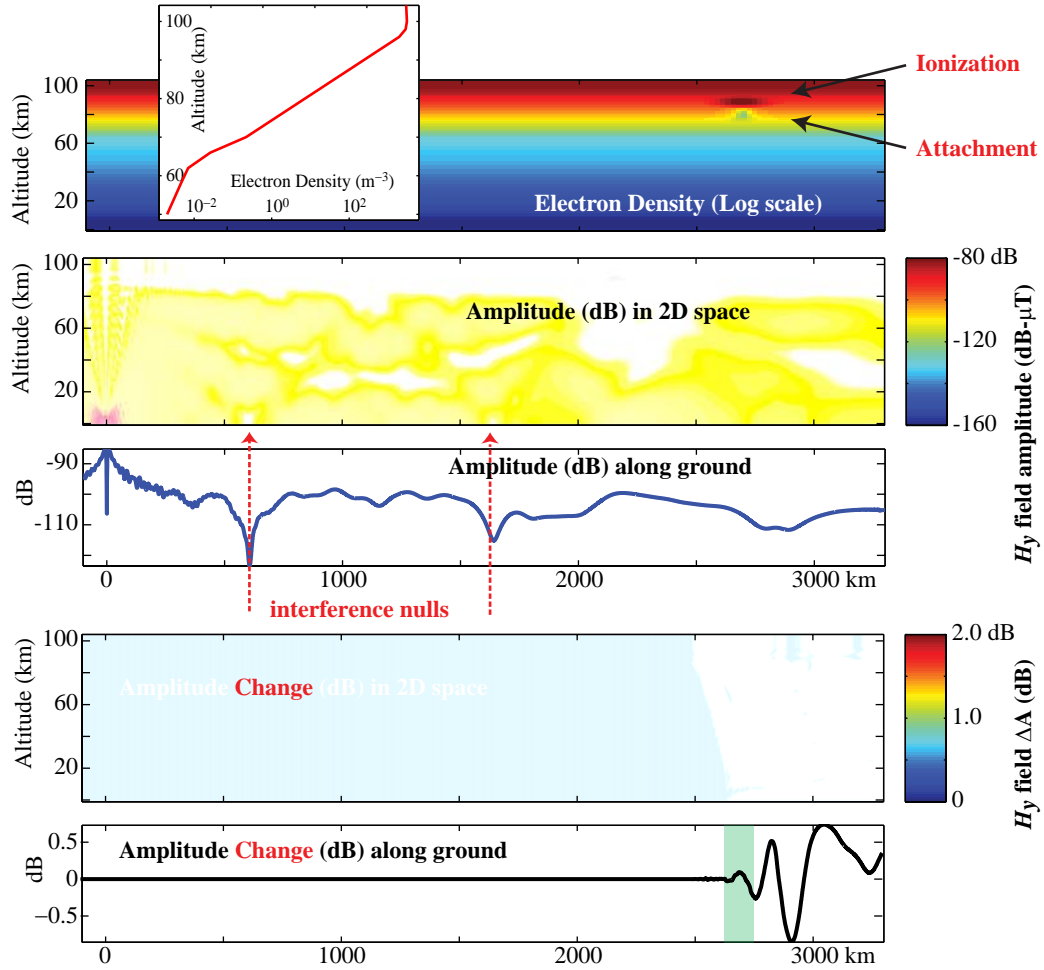 100
80
60
Altitude (km)
Electron Density (m⁻³)
10⁻²
10⁰
10²
100
60
20
Altitude (km)
Electron Density (Log scale)
Ionization
Attachment
100
60
20
Altitude (km)
Amplitude (dB) in 2D space
-80 dB
-120
-160
Hy field amplitude (dB-μT)
-90
-110
dB
Amplitude (dB) along ground
0
1000
2000
3000 km
interference nulls
100
60
20
Altitude (km)
Amplitude Change (dB) in 2D space
2.0 dB
1.0
0
Hy field ΔA (dB)
0.5
0
−0.5
dB
Amplitude Change (dB) along ground
0
1000
2000
3000 km